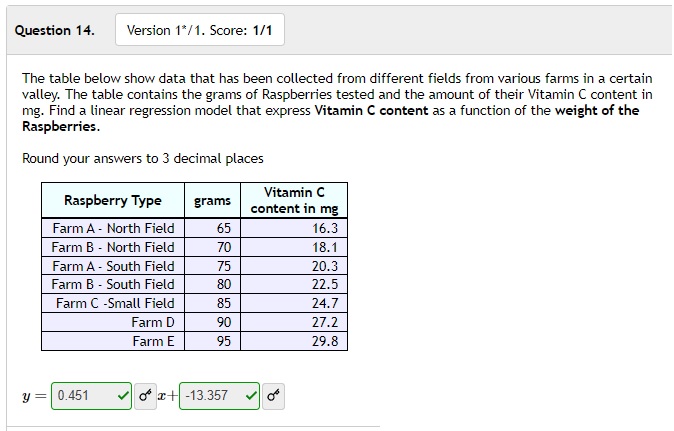 Question 14. Version 1*/1. Score: 1/1
The table below show data that has been collected from different fields from various farms in a certain
valley. The table contains the grams of Raspberries tested and the amount of their Vitamin C content in
mg. Find a linear regression model that express Vitamin C content as a function of the weight of the
Raspberries.
Round your answers to 3 decimal places
Raspberry Type grams Vitamin C content in mg
Farm A - North Field 65 16.3
Farm B - North Field 70 18.1
Farm A - South Field 75 20.3
Farm B - South Field 80 22.5
Farm C -Small Field 85 24.7
Farm D 90 27.2
Farm E 95 29.8
y = 0.451 x+ -13.357